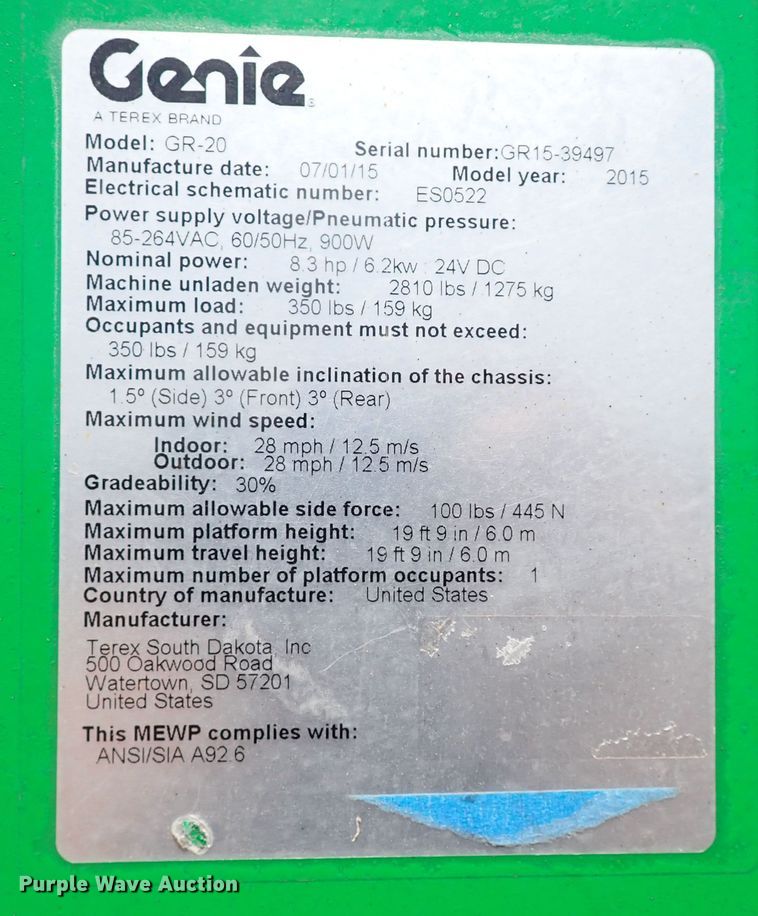 Genie
A TEREX BRAND
Model: GR-20 Serial number:GR15-39497
Manufacture date: 07/01/15 Model year: 2015
Electrical schematic number: ES0522
Power supply voltage/Pneumatic pressure:
85-264VAC, 60/50Hz, 900W
Nominal power: 8.3 hp / 6.2kw 24V DC
Machine unladen weight: 2810 lbs / 1275 kg
Maximum load: 350 lbs / 159 kg
Occupants and equipment must not exceed:
350 lbs / 159 kg
Maximum allowable inclination of the chassis:
1.5º (Side) 3º (Front) 3º (Rear)
Maximum wind speed:
Indoor: 28 mph / 12.5 m/s
Outdoor: 28 mph / 12.5 m/s
Gradeability: 30%
Maximum allowable side force: 100 lbs / 445 N
Maximum platform height: 19 ft 9 in / 6.0 m
Maximum travel height: 19 ft 9 in / 6.0 m
Maximum number of platform occupants: 1
Country of manufacture: United States
Manufacturer:
Terex South Dakota, Inc
500 Oakwood Road
Watertown, SD 57201
United States
This MEWP complies with:
ANSI/SIA A92.6
Purple Wave Auction